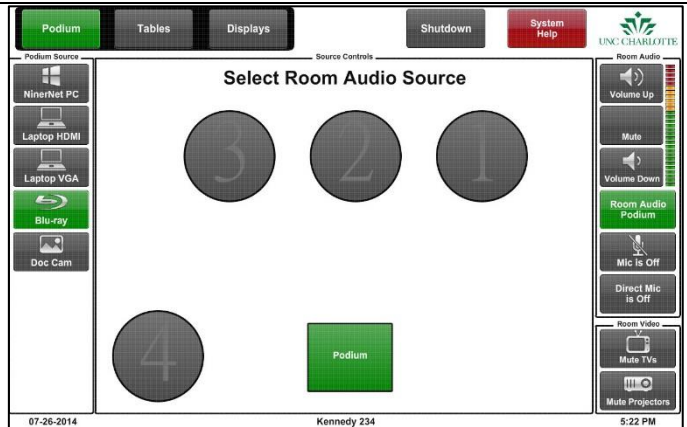 Podium
Tables
Displays
Shutdown
System
Help
UNC CHARLOTTE
Podium Source
NinerNet PC
Laptop HDMI
Laptop VGA
Blu-ray
Doc Cam
Source Controls
Select Room Audio Source
3
2
1
4
Podium
Room Audio
Volume Up
Mute
Volume Down
Room Audio
Podium
Mic is Off
Direct Mic
is Off
Room Video
Mute TVs
Mute Projectors
07-26-2014
Kennedy 234
5:22 PM